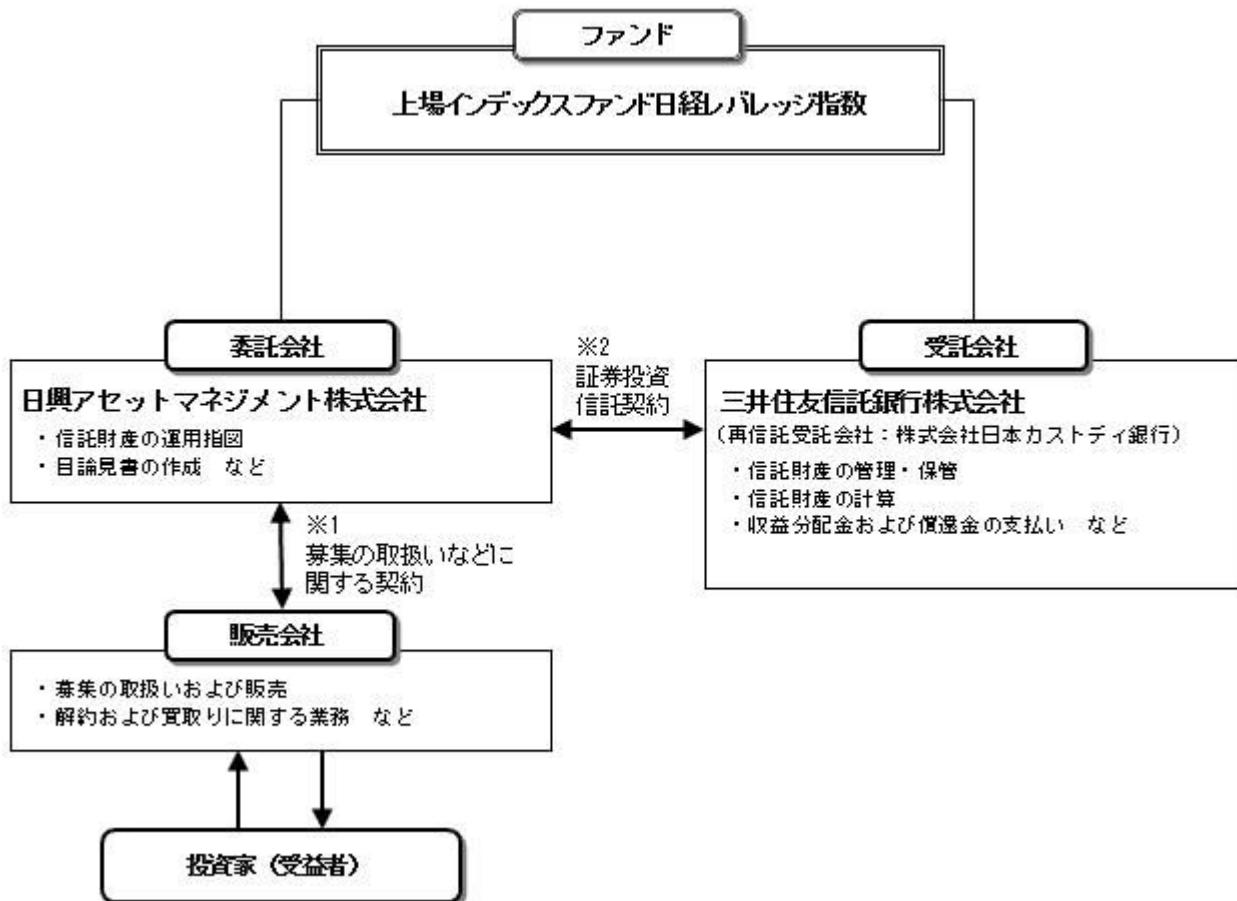 ファンド
上場インデックスファンド日経レバレッジ指数
委託会社
日興アセットマネジメント株式会社
・信託財産の運用指図
・目論見書の作成 など
※2
証券投資
信託契約
受託会社
三井住友信託銀行株式会社
(再信託受託会社:株式会社日本カストディ銀行)
・信託財産の管理・保管
・信託財産の計算
・収益分配金および償還金の支払い など
※1
募集の取扱いなどに
関する契約
販売会社
・募集の取扱いおよび販売
・解約および買取りに関する業務 など
投資家(受益者)